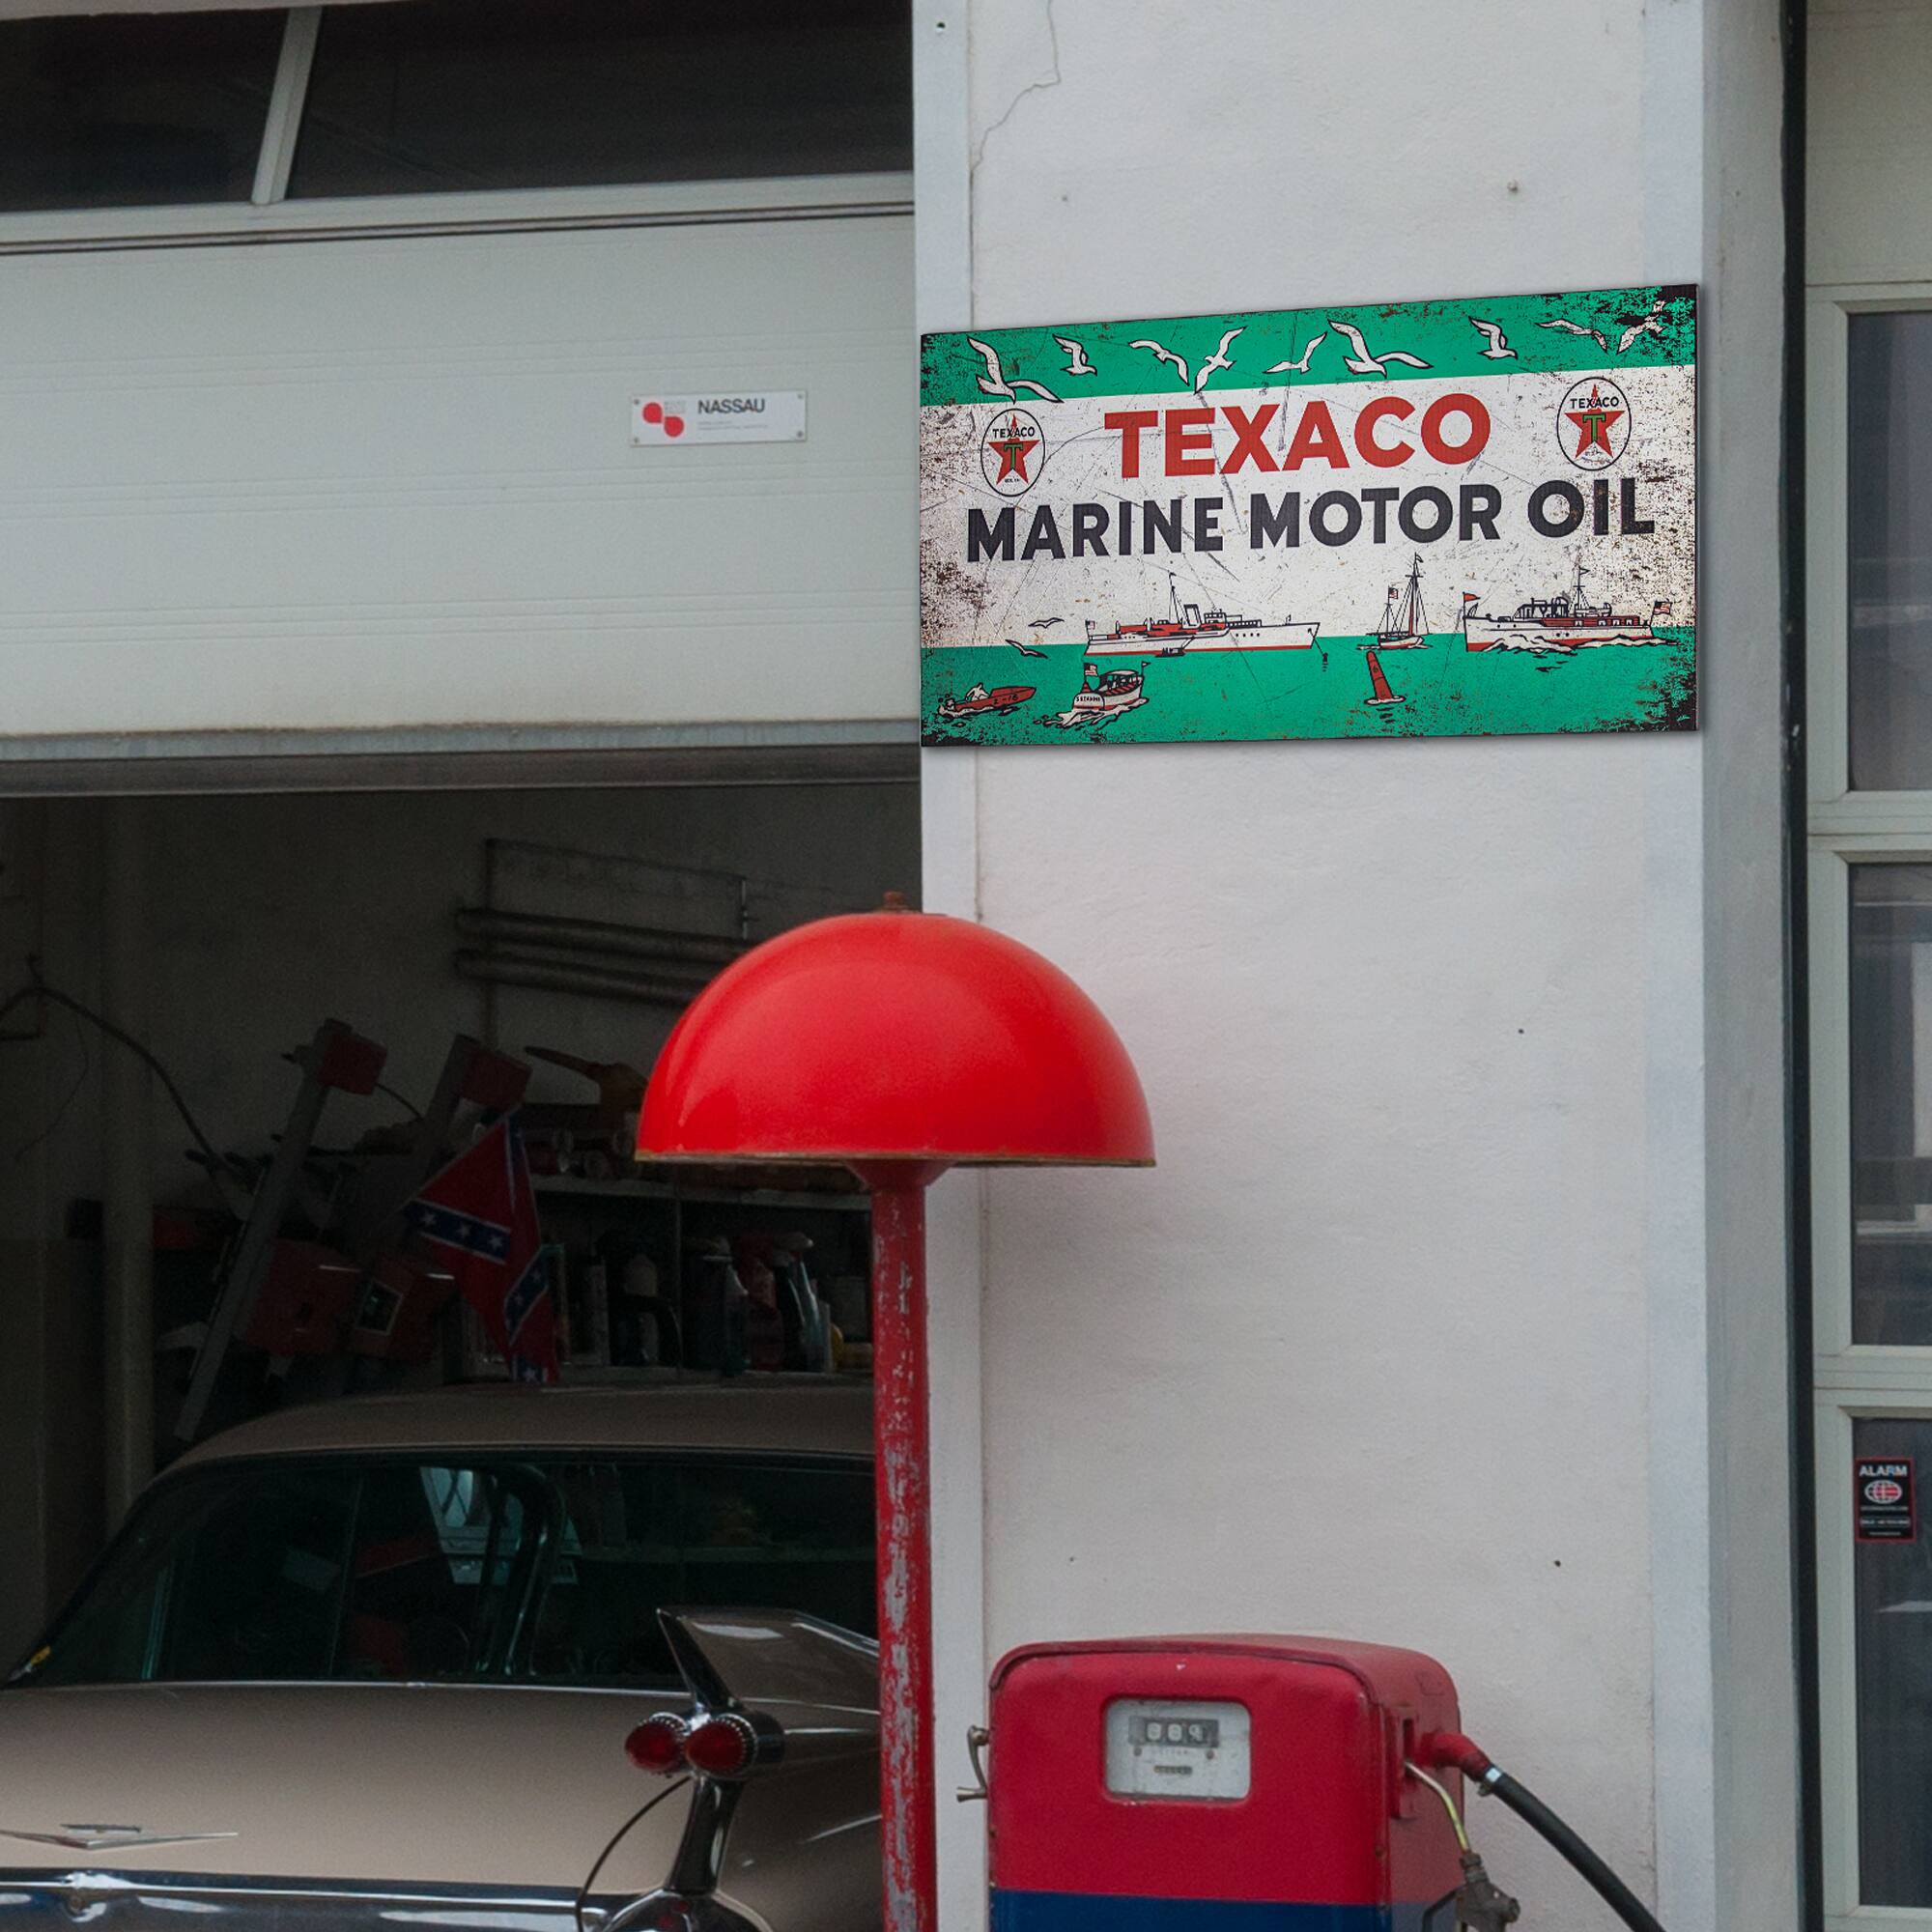 NASSAU
TEXACO
TEXACO
T
TEXACO
T
MARINE MOTOR OIL
ALARM